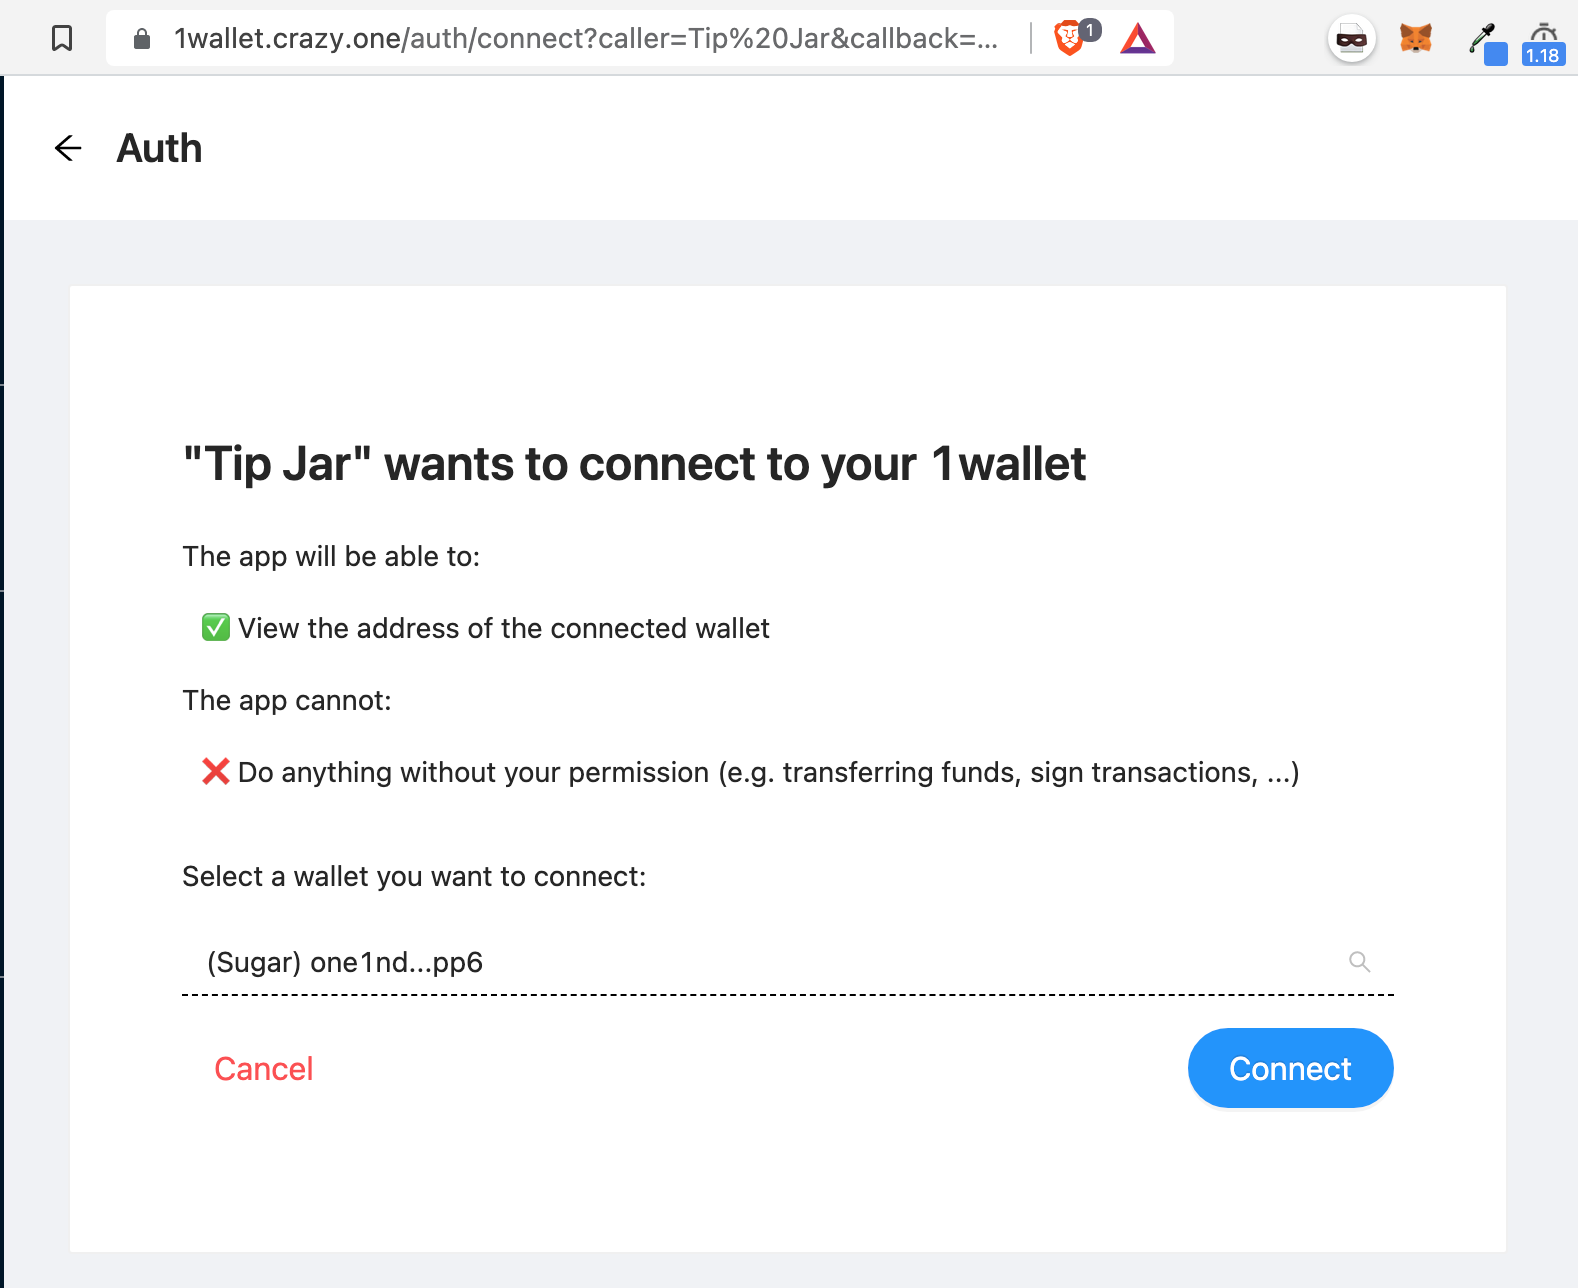 1wallet.crazy.one/auth/connect?caller=Tip%20Jar&callback=...
1
1.18
Auth
"Tip Jar" wants to connect to your 1wallet
The app will be able to:
✅ View the address of the connected wallet
The app cannot:
❌ Do anything without your permission (e.g. transferring funds, sign transactions, ...)
Select a wallet you want to connect:
(Sugar) one1nd...pp6
Cancel
Connect